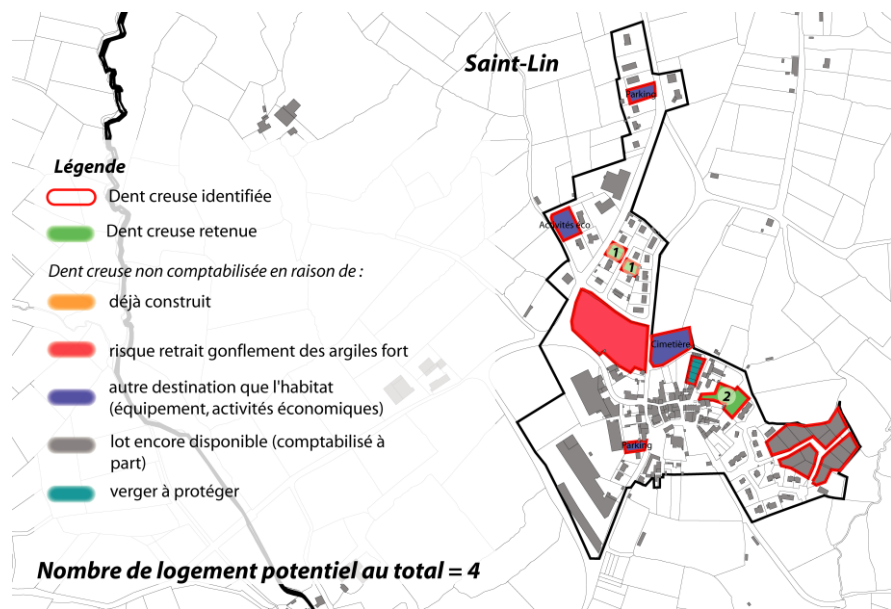 Saint-Lin
Parking
Légende
Dent creuse identifiée
Activités éco
Dent creuse retenue
1
1
Dent creuse non comptabilisée en raison de :
déjà construit
risque retrait gonflement des argiles fort
Cimetière
autre destination que l'habitat
(équipement, activités économiques)
2
lot encore disponible (comptabilisé à
part)
Parking
verger à protéger
Nombre de logement potentiel au total = 4